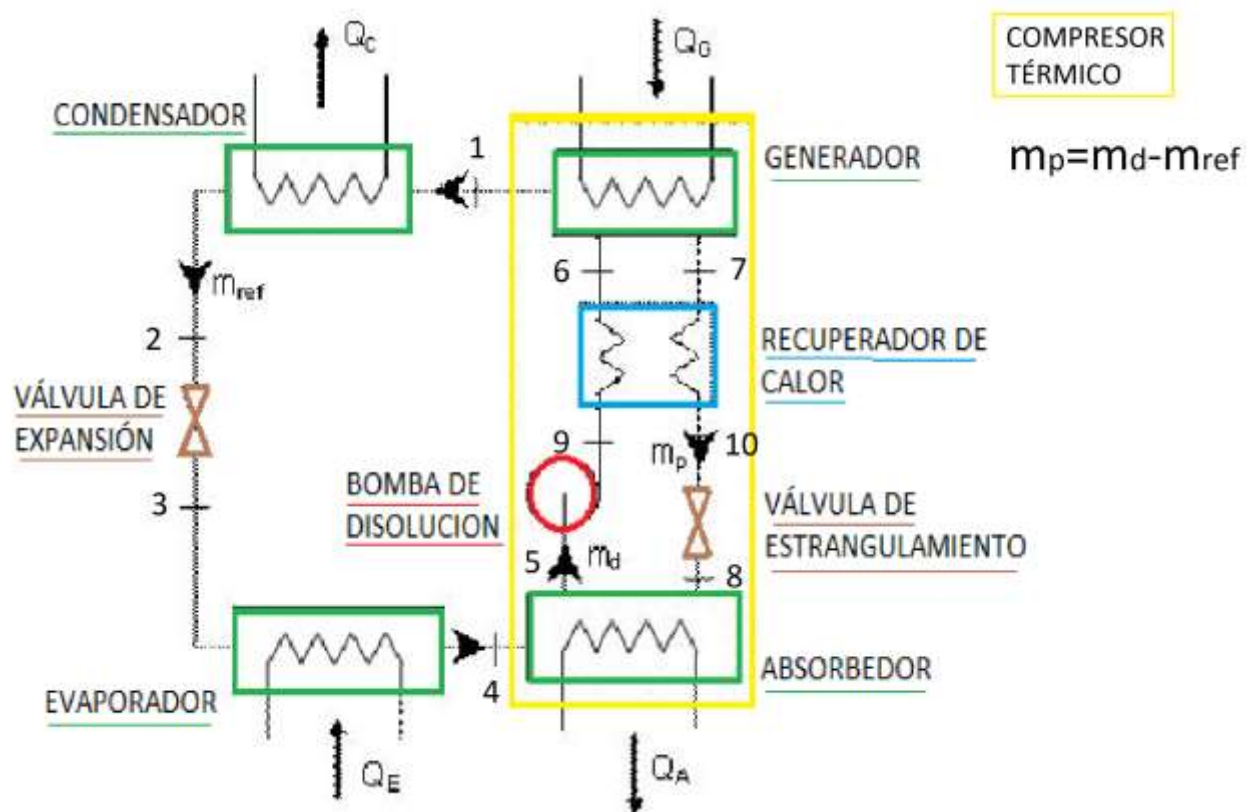 Q_C
Q_G
COMPRESOR
TÉRMICO
CONDENSADOR
1
GENERADOR
m_p=m_d-m_ref
6
7
m_ref
2
RECUPERADOR DE
CALOR
VÁLVULA DE
EXPANSIÓN
9
m_p
10
3
BOMBA DE
DISOLUCION
VÁLVULA DE
ESTRANGULAMIENTO
5
m_d
8
4
ABSORBEDOR
EVAPORADOR
Q_E
Q_A